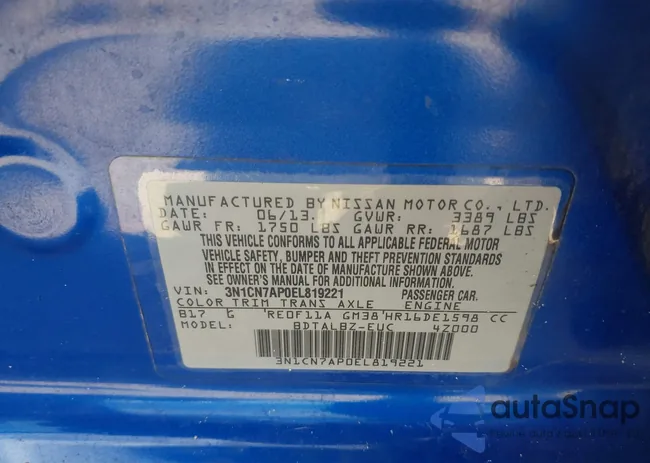 MANUFACTURED BY NISSAN MOTOR CO., LTD.
DATE: 06/13 GVWR: 3389 LBS
GAWR FR: 1750 LBS GAWR RR: 1687 LBS
THIS VEHICLE CONFORMS TO ALL APPLICABLE FEDERAL MOTOR
VEHICLE SAFETY, BUMPER AND THEFT PREVENTION STANDARDS
IN EFFECT ON THE DATE OF MANUFACTURE SHOWN ABOVE.
SEE OWNER'S MANUAL FOR ADDITIONAL INFORMATION
VIN: 3N1CN7AP0EL819221 PASSENGER CAR
COLOR TRIM TRANS AXLE ENGINE
B17 G RE0F11A GM38 HR16DE1598 CC
MODEL: BDTALBZ-EUC 4Z000
3N1CN7AP0EL819221
autoSnap